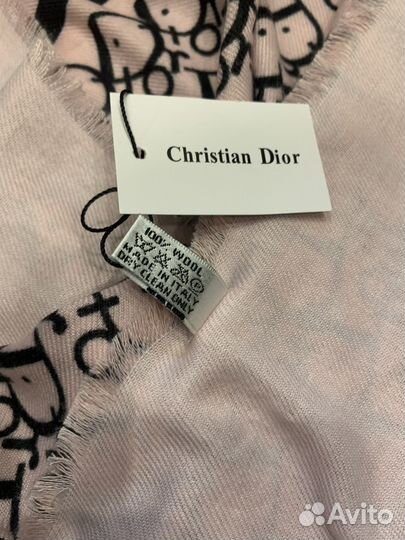 Christian Dior
100% WOOL
MADE IN ITALY
DRY CLEAN ONLY
Avito